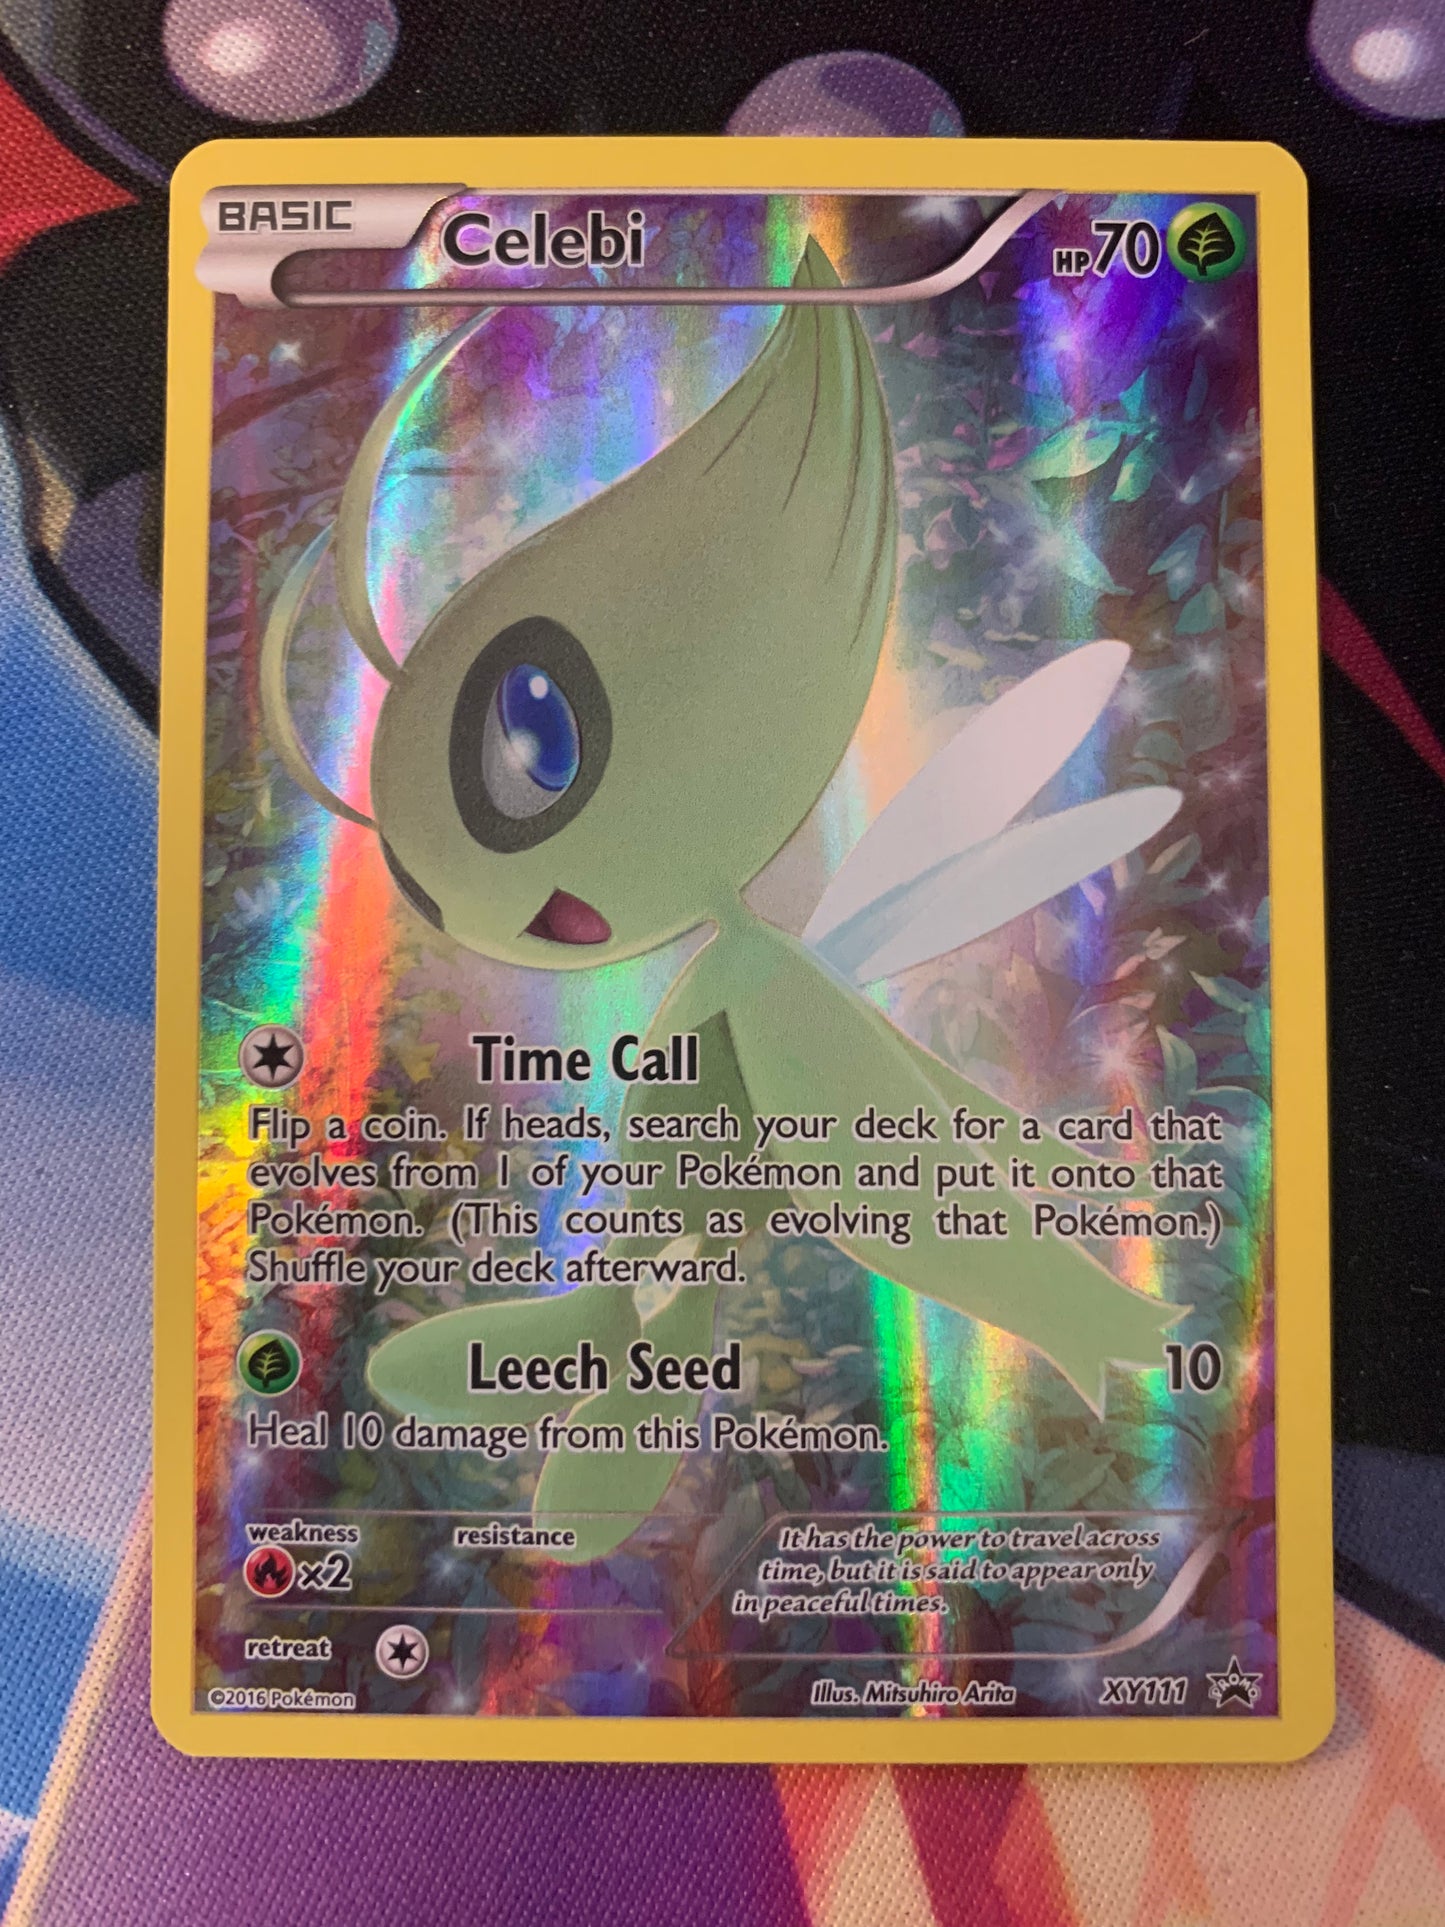 BASIC Celebi HP70
Time Call
Flip a coin. If heads, search your deck for a card that
evolves from 1 of your Pokémon and put it onto that
Pokémon. (This counts as evolving that Pokémon.)
Shuffle your deck afterward.
Leech Seed 10
Heal 10 damage from this Pokémon.
weakness resistance
x2
It has the power to travel across
time, but it is said to appear only
in peaceful times.
retreat
©2016 Pokémon Illus. Mitsuhiro Arita XY111 PROMO